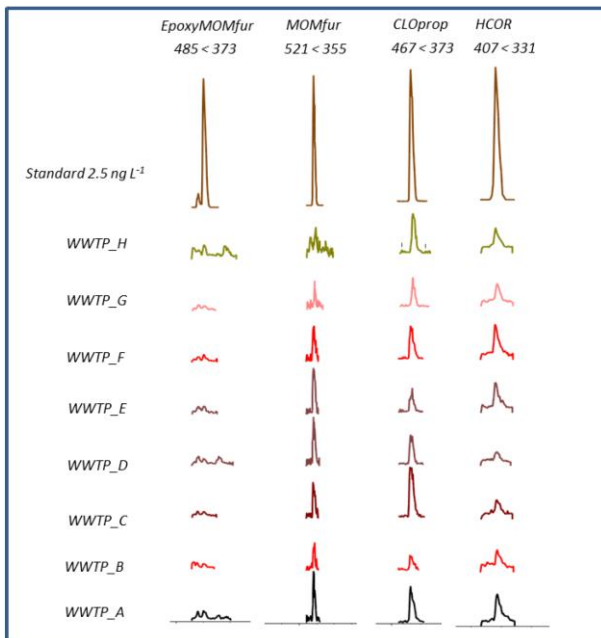 EpoxyMOMfur MOMfur CLOprop HCOR
485 < 373 521 < 355 467 < 373 407 < 331
Standard 2.5 ng L⁻¹
WWTP_H
WWTP_G
WWTP_F
WWTP_E
WWTP_D
WWTP_C
WWTP_B
WWTP_A